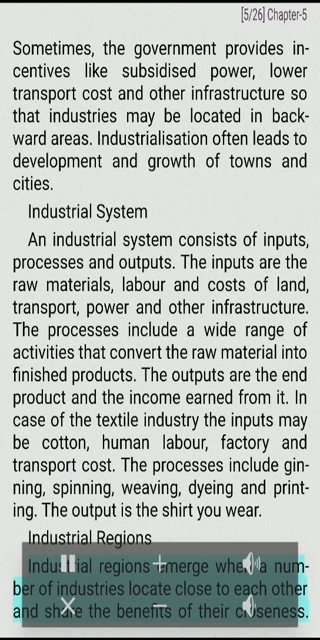 [5/26] Chapter-5
Sometimes, the government provides in-
centives like subsidised power, lower
transport cost and other infrastructure so
that industries may be located in back-
ward areas. Industrialisation often leads to
development and growth of towns and
cities.
Industrial System
An industrial system consists of inputs,
processes and outputs. The inputs are the
raw materials, labour and costs of land,
transport, power and other infrastructure.
The processes include a wide range of
activities that convert the raw material into
finished products. The outputs are the end
product and the income earned from it. In
case of the textile industry the inputs may
be cotton, human labour, factory and
transport cost. The processes include gin-
ning, spinning, weaving, dyeing and print-
ing. The output is the shirt you wear.
Industrial Regions
Industrial regions emerge when a num-
ber of industries locate close to each other
and share the benefits of their closeness.